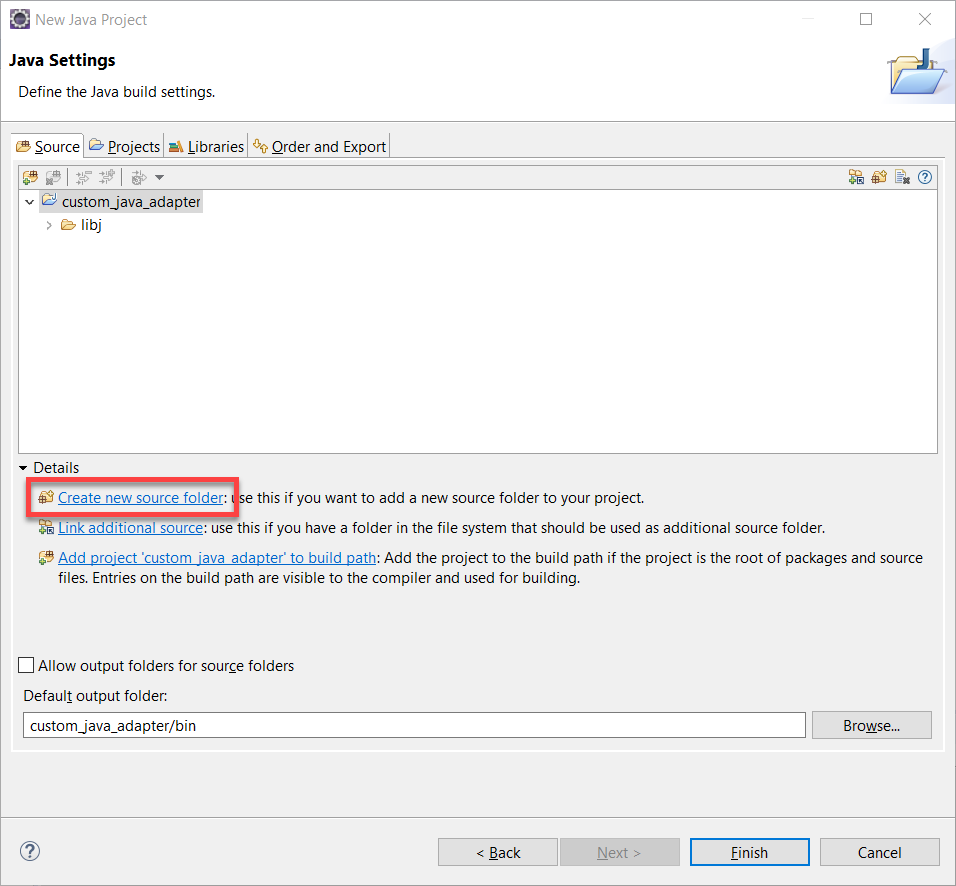 New Java Project
Java Settings
Define the Java build settings.
Source Projects Libraries Order and Export
custom_java_adapter
libj
Details
Create new source folder: use this if you want to add a new source folder to your project.
Link additional source: use this if you have a folder in the file system that should be used as additional source folder.
Add project 'custom_java_adapter' to build path: Add the project to the build path if the project is the root of packages and source
files. Entries on the build path are visible to the compiler and used for building.
Allow output folders for source folders
Default output folder:
custom_java_adapter/bin Browse...
< Back Next > Finish Cancel